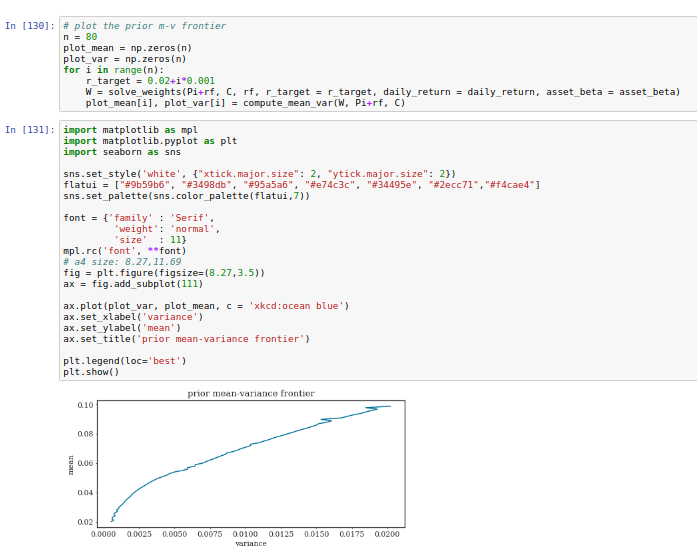 In [130]:
# plot the prior m-v frontier
n = 80
plot_mean = np.zeros(n)
plot_var = np.zeros(n)
for i in range(n):
    r_target = 0.02+i*0.001
    W = solve_weights(Pi+rf, C, rf, r_target = r_target, daily_return = daily_return, asset_beta = asset_beta)
    plot_mean[i], plot_var[i] = compute_mean_var(W, Pi+rf, C)
In [131]:
import matplotlib as mpl
import matplotlib.pyplot as plt
import seaborn as sns
sns.set_style('white', {"xtick.major.size": 2, "ytick.major.size": 2})
flatui = ["#9b59b6", "#3498db", "#95a5a6", "#e74c3c", "#34495e", "#2ecc71","#f4cae4"]
sns.set_palette(sns.color_palette(flatui,7))
font = {'family' : 'Serif',
         'weight': 'normal',
         'size'  : 11}
mpl.rc('font', **font)
# a4 size: 8.27,11.69
fig = plt.figure(figsize=(8.27,3.5))
ax = fig.add_subplot(111)
ax.plot(plot_var, plot_mean, c = 'xkcd:ocean blue')
ax.set_xlabel('variance')
ax.set_ylabel('mean')
ax.set_title('prior mean-variance frontier')
plt.legend(loc='best')
plt.show()
prior mean-variance frontier
0.10
0.08
0.06
0.04
0.02
mean
0.0000 0.0025 0.0050 0.0075 0.0100 0.0125 0.0150 0.0175 0.0200
variance